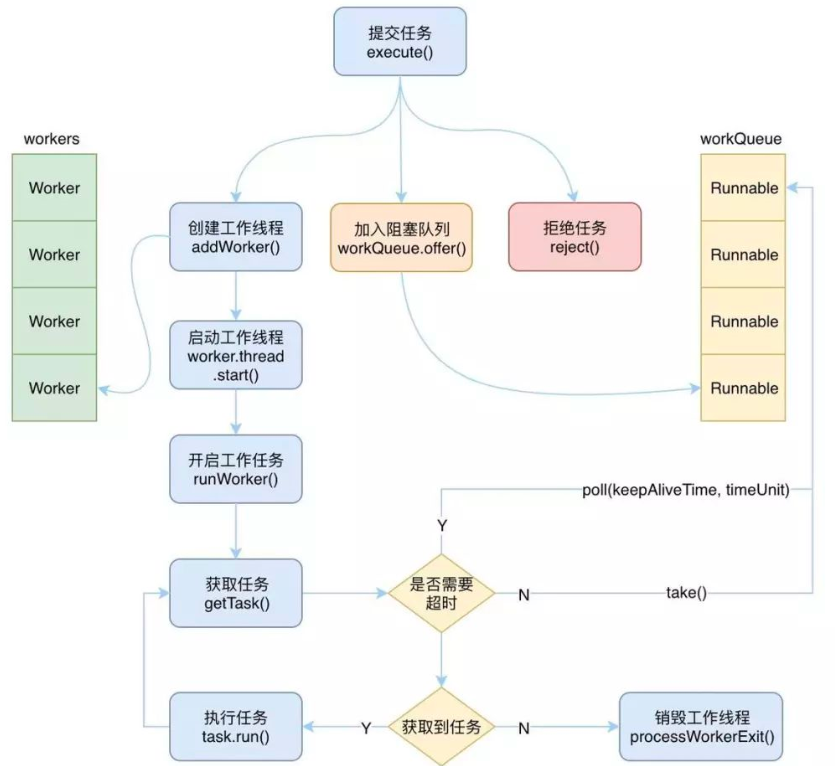 提交任务
execute()
workers
workQueue
Worker
Worker
Worker
Worker
创建工作线程
addWorker()
加入阻塞队列
workQueue.offer()
拒绝任务
reject()
Runnable
Runnable
Runnable
Runnable
启动工作线程
worker.thread
.start()
开启工作任务
runWorker()
poll(keepAliveTime, timeUnit)
Y
获取任务
getTask()
是否需要
超时
N
take()
执行任务
task.run()
Y
获取到任务
N
销毁工作线程
processWorkerExit()